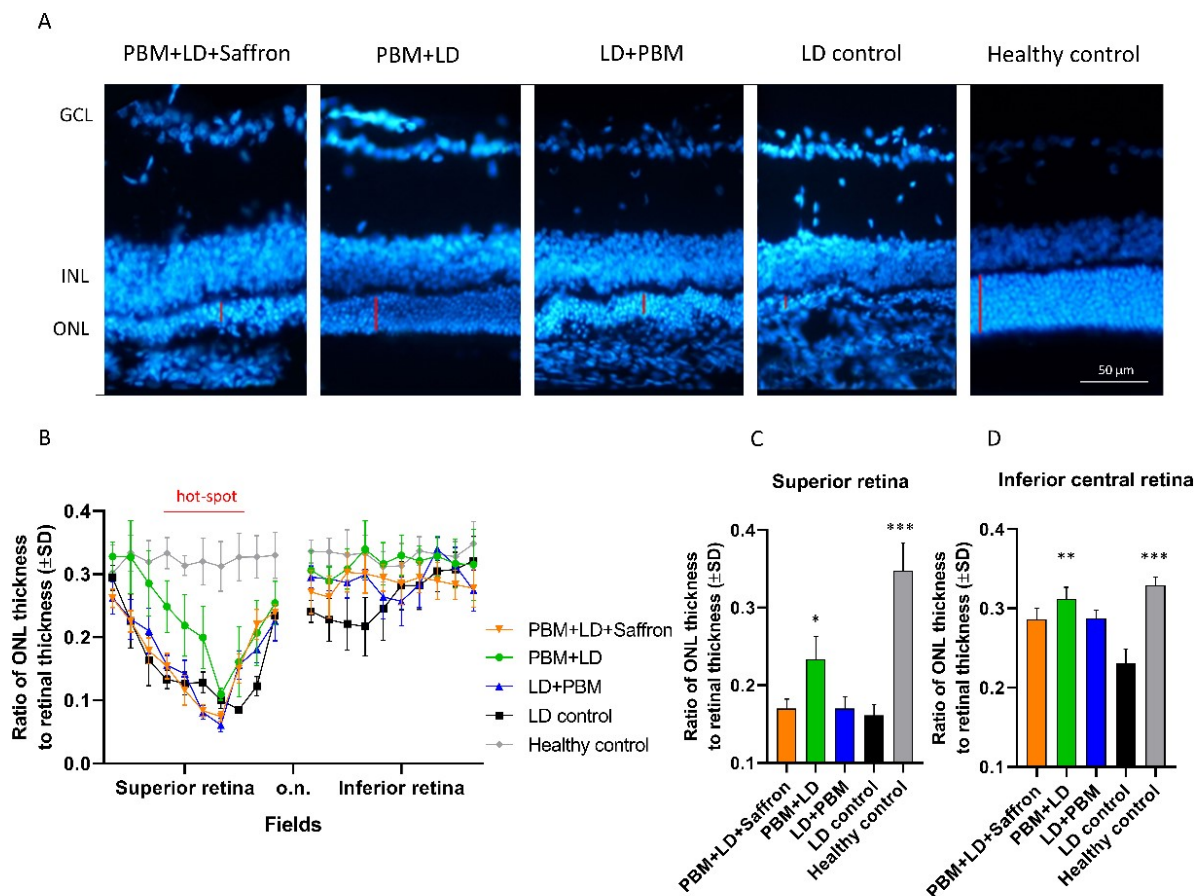 A
PBM+LD+Saffron PBM+LD LD+PBM LD control Healthy control
GCL
INL
ONL
50 μm
B
hot-spot
Ratio of ONL thickness
to retinal thickness (±SD)
0.4
0.3
0.2
0.1
0.0
Superior retina o.n. Inferior retina
Fields
PBM+LD+Saffron
PBM+LD
LD+PBM
LD control
Healthy control
C
Superior retina
Ratio of ONL thickness
to retinal thickness (±SD)
0.4
0.3
0.2
0.1
*
***
PBM+LD+Saffron
PBM+LD
LD+PBM
LD control
Healthy control
D
Inferior central retina
Ratio of ONL thickness
to retinal thickness (±SD)
0.4
0.3
0.2
0.1
**
***
PBM+LD+Saffron
PBM+LD
LD+PBM
LD control
Healthy control